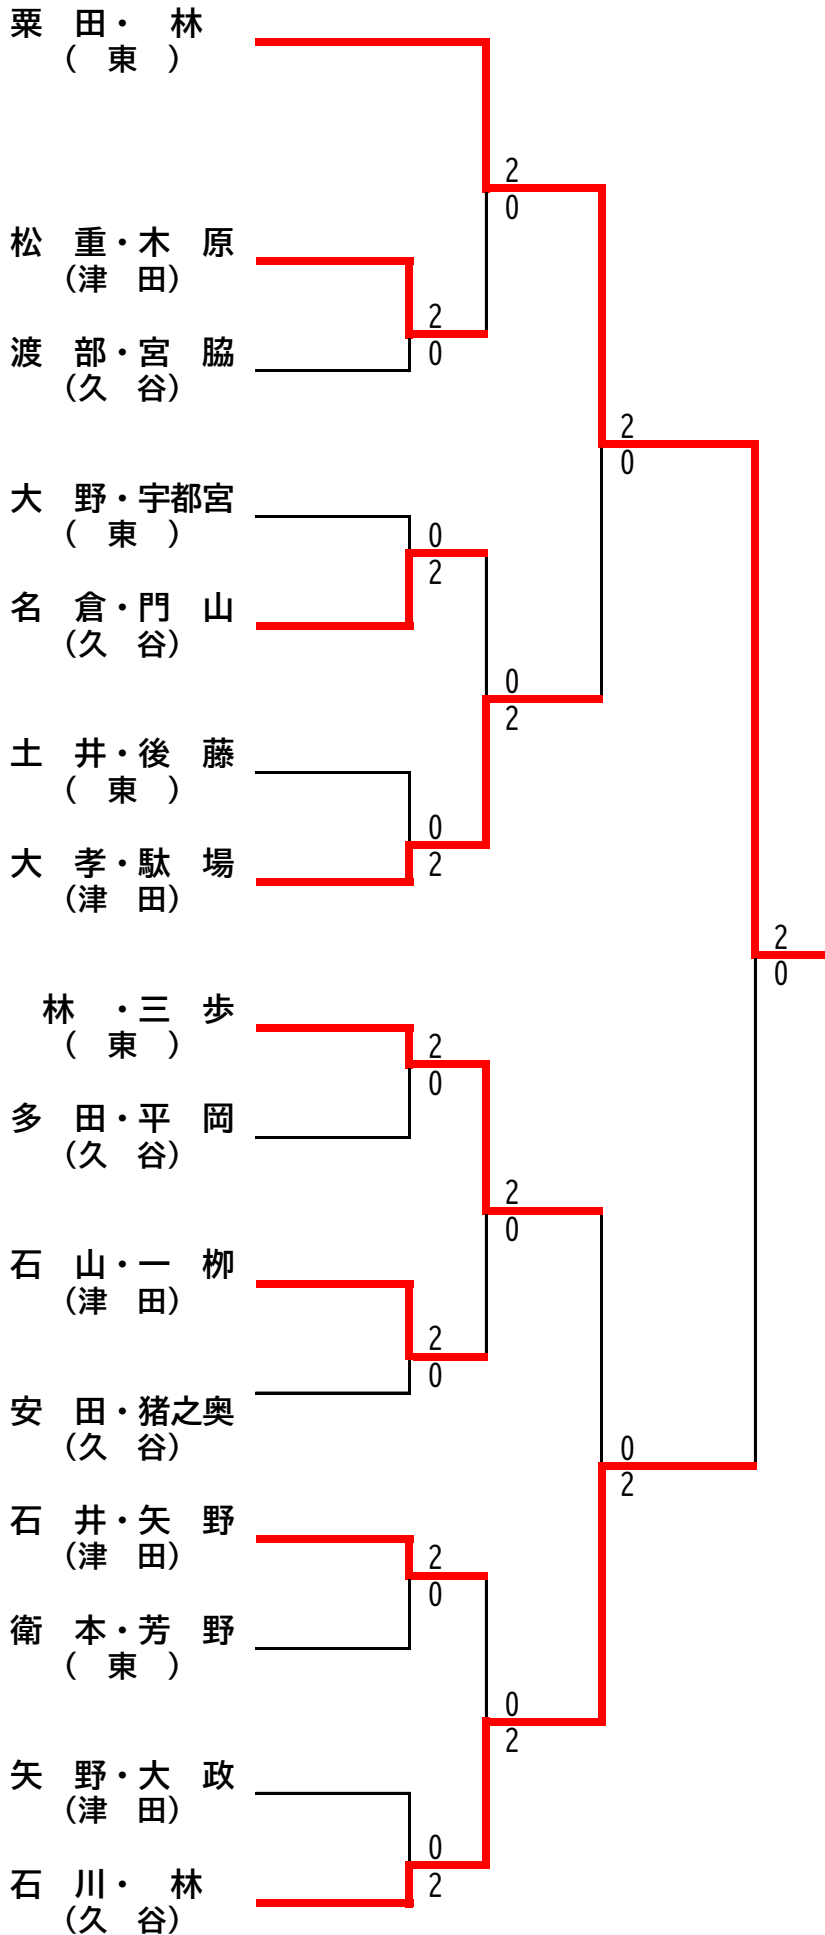 粟　田・　林
（　東　）
2
0
松　重・木　原
（津　田）
2
0
渡　部・宮　脇
（久　谷）
2
0
大　野・宇都宮
（　東　）
0
2
名　倉・門　山
（久　谷）
0
2
土　井・後　藤
（　東　）
0
2
大　孝・駄　場
（津　田）
2
0
林　・三　歩
（　東　）
2
0
多　田・平　岡
（久　谷）
2
0
石　山・一　栁
（津　田）
2
0
安　田・猪之奥
（久　谷）
0
2
石　井・矢　野
（津　田）
2
0
衛　本・芳　野
（　東　）
0
2
矢　野・大　政
（津　田）
0
2
石　川・　林
（久　谷）